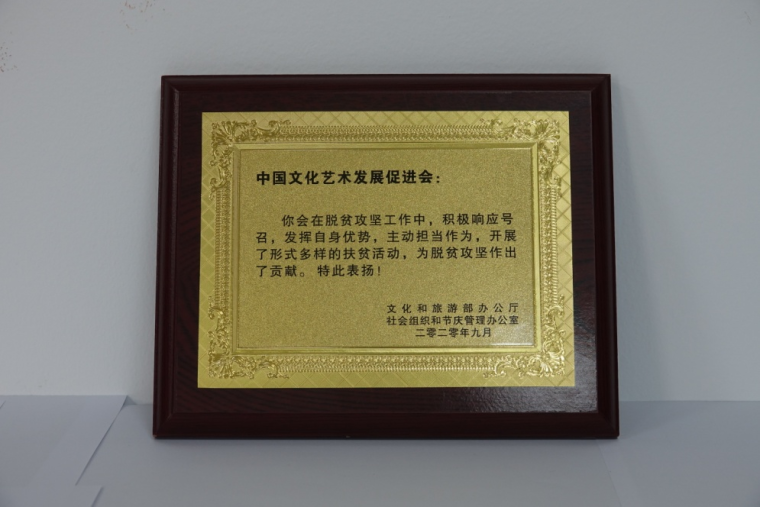 中国文化艺术发展促进会：
你会在脱贫攻坚工作中，积极响应号
召，发挥自身优势，主动担当作为，开展
了形式多样的扶贫活动，为脱贫攻坚作出
了贡献。特此表扬！
文化和旅游部办公厅
社会组织和节庆管理办公室
二零二零年九月